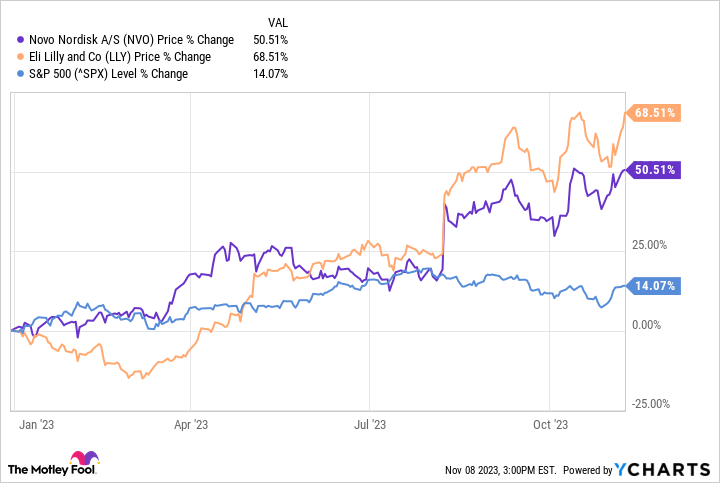 VAL
Novo Nordisk A/S (NVO) Price % Change 50.51%
Eli Lilly and Co (LLY) Price % Change 68.51%
S&P 500 (^SPX) Level % Change 14.07%
68.51%
50.51%
25.00%
14.07%
0.00%
-25.00%
Jan '23 Apr '23 Jul '23 Oct '23
The Motley Fool Nov 08 2023, 3:00PM EST. Powered by YCHARTS